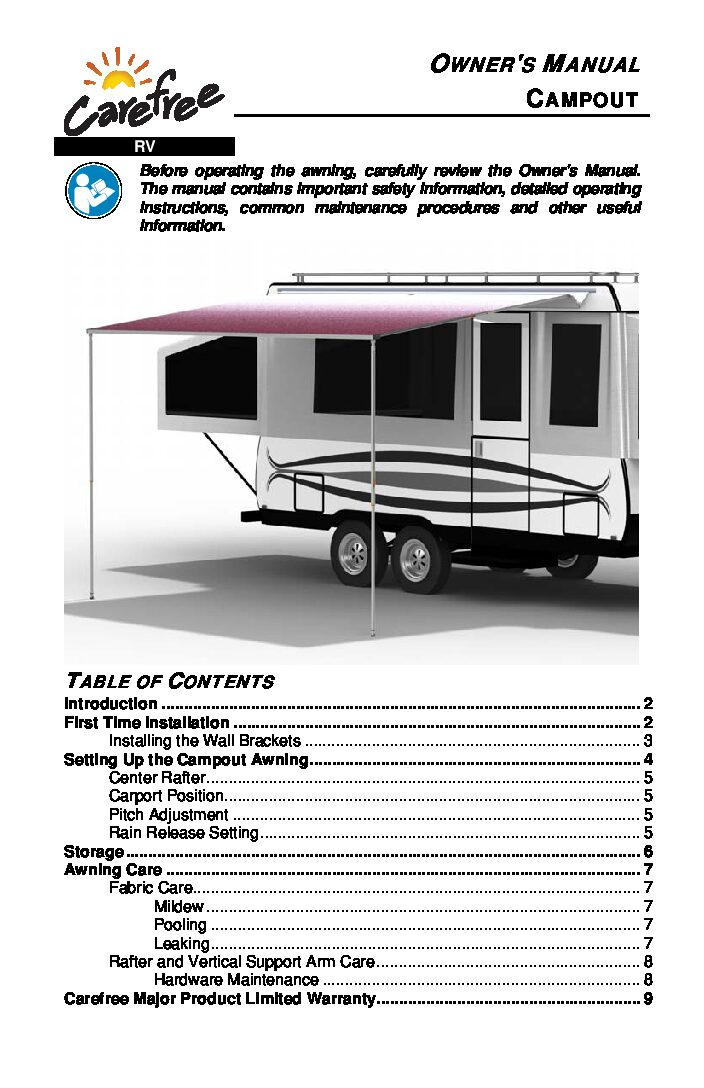 Carefree
RV
OWNER'S MANUAL
CAMPOUT
Before operating the awning, carefully review the Owner's Manual.
The manual contains important safety information, detailed operating
instructions, common maintenance procedures and other useful
information.
TABLE OF CONTENTS
Introduction ........ 2
First Time Installation ........ 2
Installing the Wall Brackets ........ 3
Setting Up the Campout Awning ........ 4
Center Rafter ........ 5
Carport Position ........ 5
Pitch Adjustment ........ 5
Rain Release Setting ........ 5
Storage ........ 6
Awning Care ........ 7
Fabric Care ........ 7
Mildew ........ 7
Pooling ........ 7
Leaking ........ 7
Rafter and Vertical Support Arm Care ........ 8
Hardware Maintenance ........ 8
Carefree Major Product Limited Warranty ........ 9